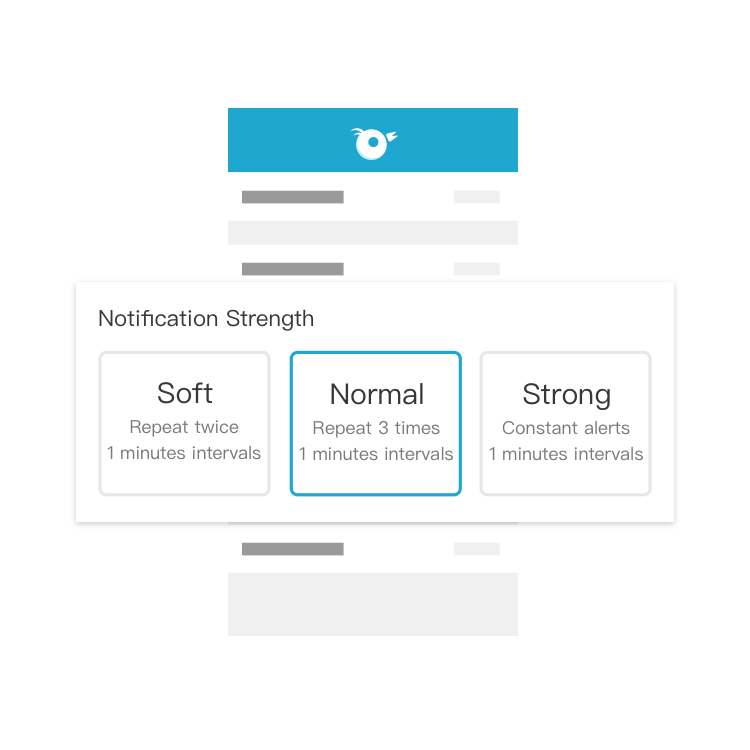 Notification Strength
Soft
Repeat twice
1 minutes intervals
Normal
Repeat 3 times
1 minutes intervals
Strong
Constant alerts
1 minutes intervals